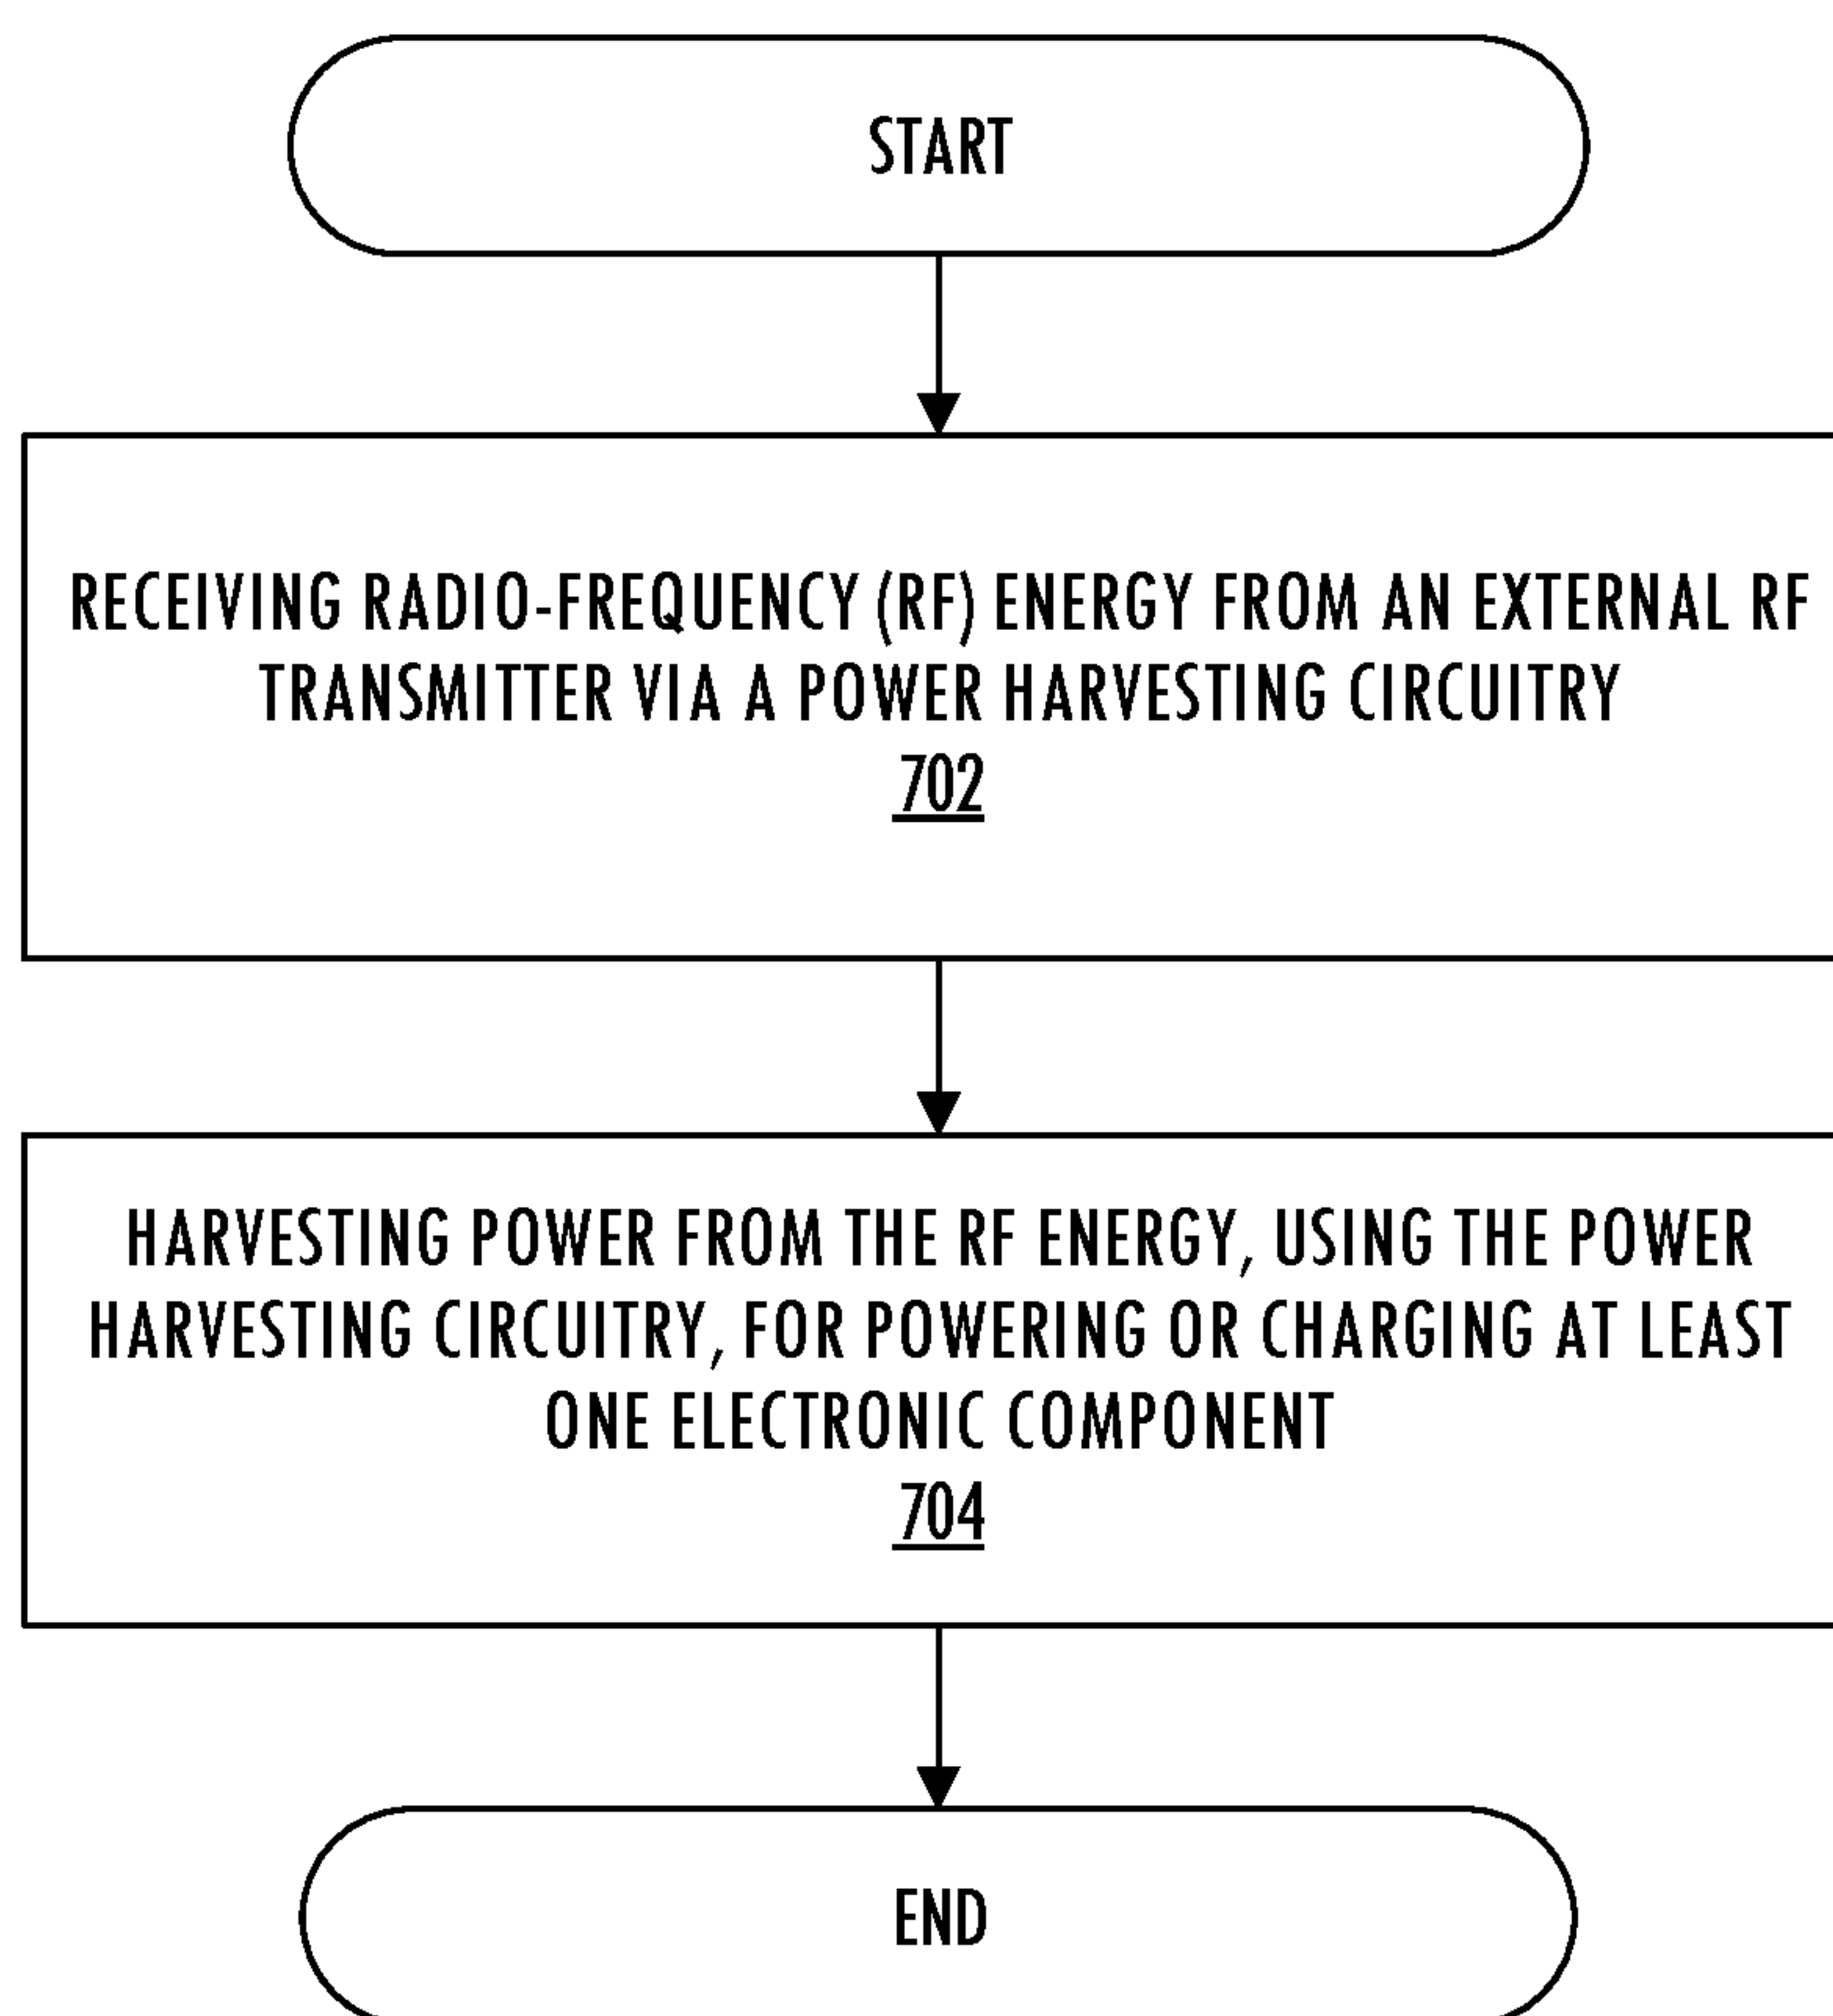 START
RECEIVING RADIO-FREQUENCY (RF) ENERGY FROM AN EXTERNAL RF
TRANSMITTER VIA A POWER HARVESTING CIRCUITRY
702
HARVESTING POWER FROM THE RF ENERGY, USING THE POWER
HARVESTING CIRCUITRY, FOR POWERING OR CHARGING AT LEAST
ONE ELECTRONIC COMPONENT
704
END